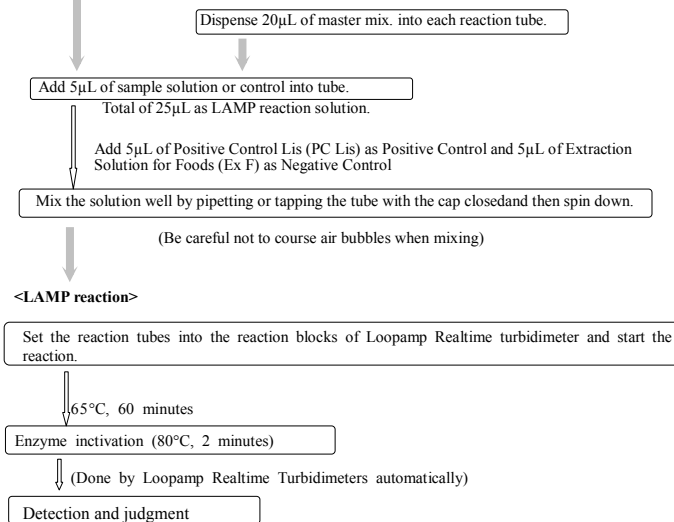 Dispense 20µL of master mix. into each reaction tube.
Add 5µL of sample solution or control into tube.
Total of 25µL as LAMP reaction solution.
Add 5µL of Positive Control Lis (PC Lis) as Positive Control and 5µL of Extraction
Solution for Foods (Ex F) as Negative Control
Mix the solution well by pipetting or tapping the tube with the cap closedand then spin down.
(Be careful not to course air bubbles when mixing)
<LAMP reaction>
Set the reaction tubes into the reaction blocks of Loopamp Realtime turbidimeter and start the
reaction.
65°C, 60 minutes
Enzyme inctivation (80°C, 2 minutes)
(Done by Loopamp Realtime Turbidimeters automatically)
Detection and judgment